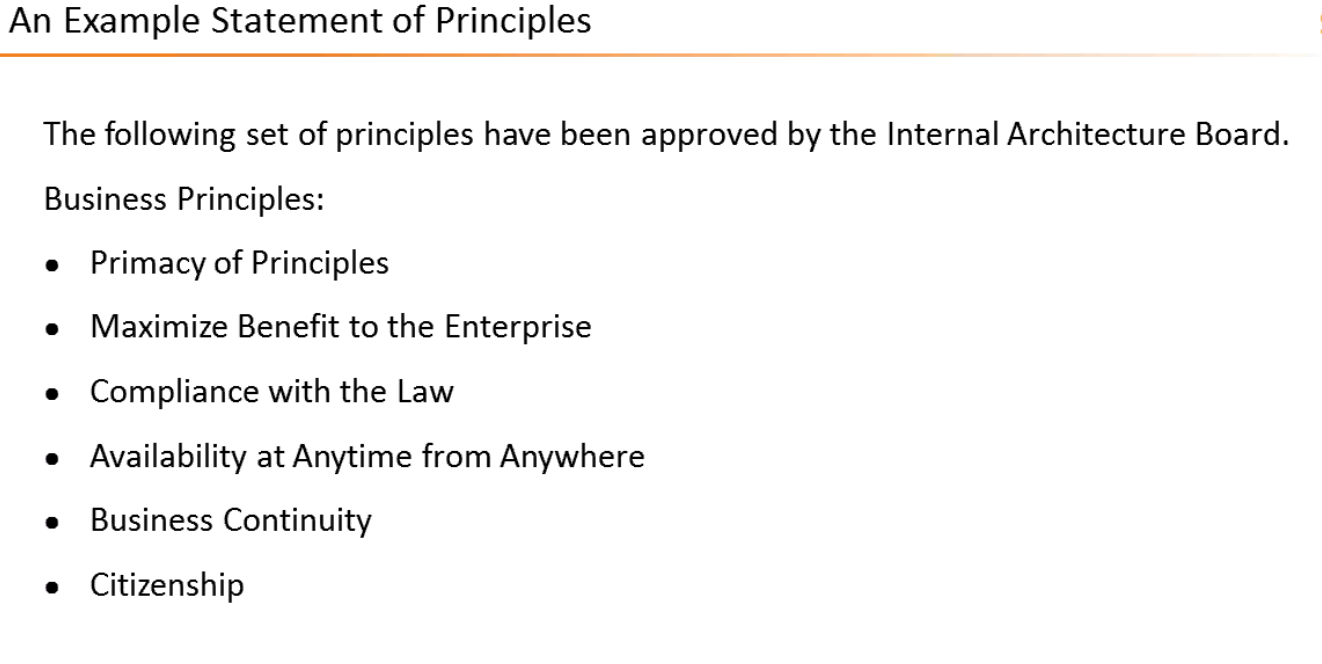 An Example Statement of Principles
The following set of principles have been approved by the Internal Architecture Board.
Business Principles:
• Primacy of Principles
• Maximize Benefit to the Enterprise
• Compliance with the Law
• Availability at Anytime from Anywhere
• Business Continuity
• Citizenship